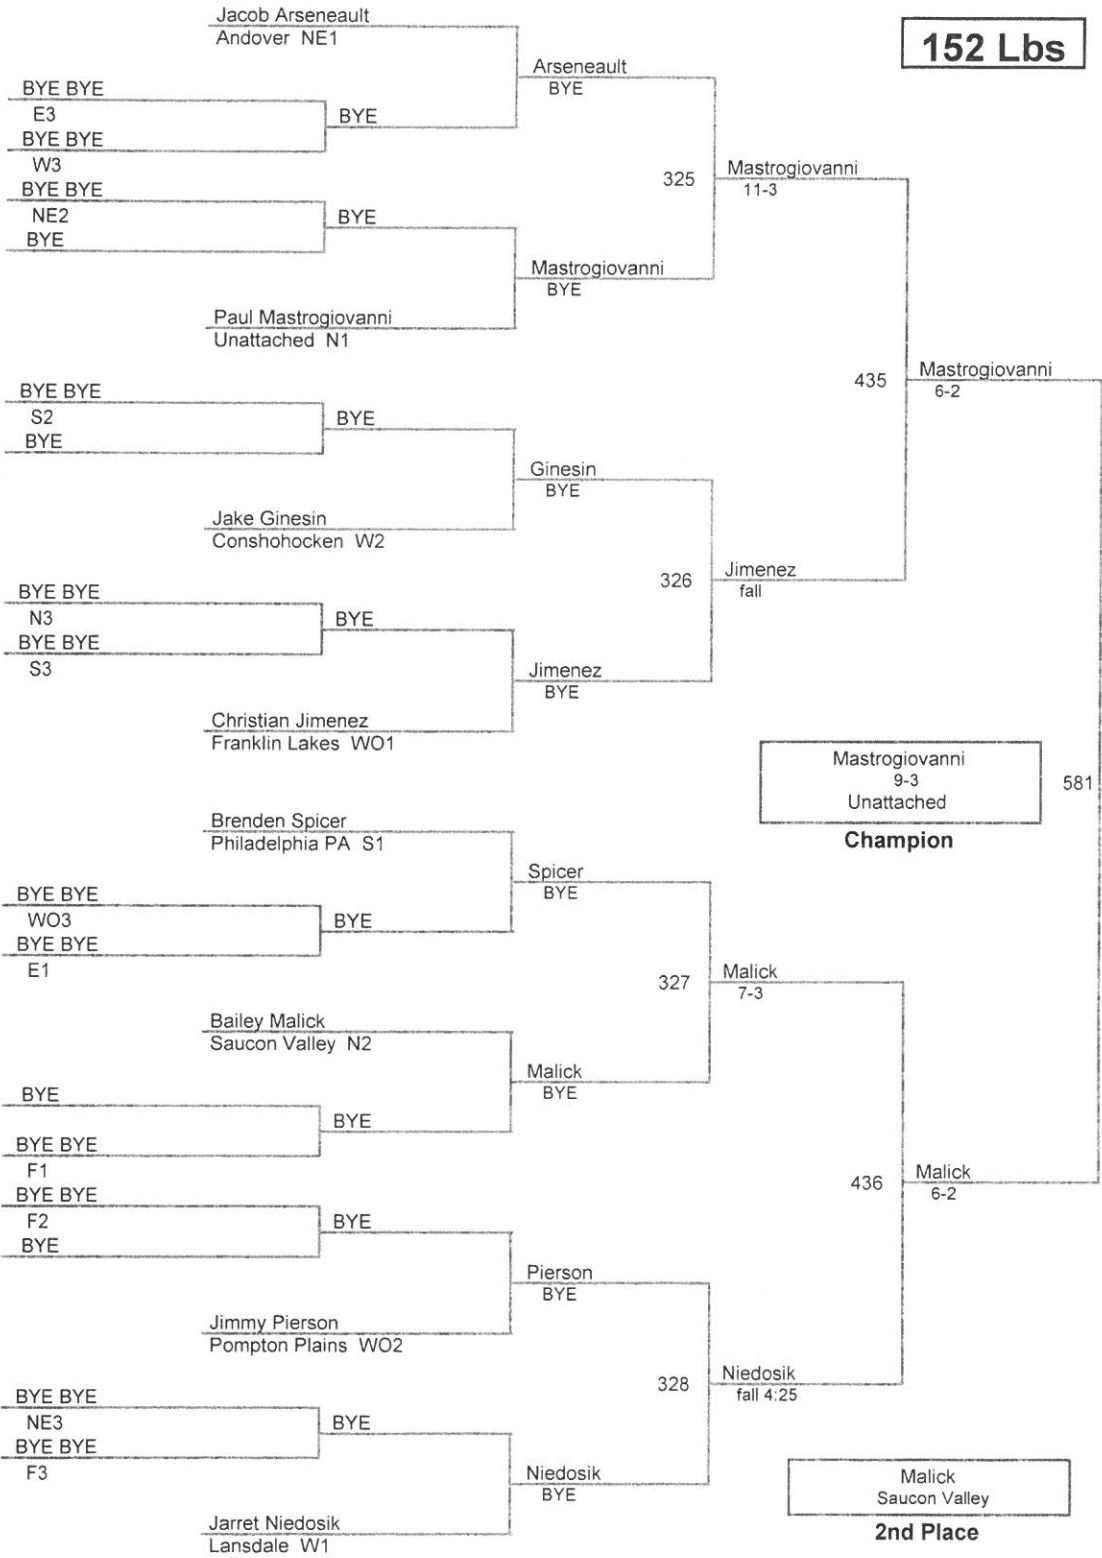 152 Lbs
Jacob Arseneault
Andover NE1
Arseneault
BYE
BYE BYE
E3
BYE
BYE BYE
W3
325
Mastrogiovanni
11-3
BYE BYE
NE2
BYE
BYE
Mastrogiovanni
BYE
Paul Mastrogiovanni
Unattached N1
435
Mastrogiovanni
6-2
BYE BYE
S2
BYE
BYE
Ginesin
BYE
Jake Ginesin
Conshohocken W2
326
Jimenez
fall
BYE BYE
N3
BYE
BYE BYE
S3
Jimenez
BYE
Christian Jimenez
Franklin Lakes WO1
Mastrogiovanni
9-3
Unattached
Champion
581
Brenden Spicer
Philadelphia PA S1
Spicer
BYE
BYE BYE
WO3
BYE
BYE BYE
E1
327
Malick
7-3
Bailey Malick
Saucon Valley N2
Malick
BYE
BYE
BYE
BYE BYE
F1
436
Malick
6-2
BYE BYE
F2
BYE
BYE
Pierson
BYE
Jimmy Pierson
Pompton Plains WO2
328
Niedosik
fall 4:25
BYE BYE
NE3
BYE
BYE BYE
F3
Niedosik
BYE
Jarret Niedosik
Lansdale W1
Malick
Saucon Valley
2nd Place